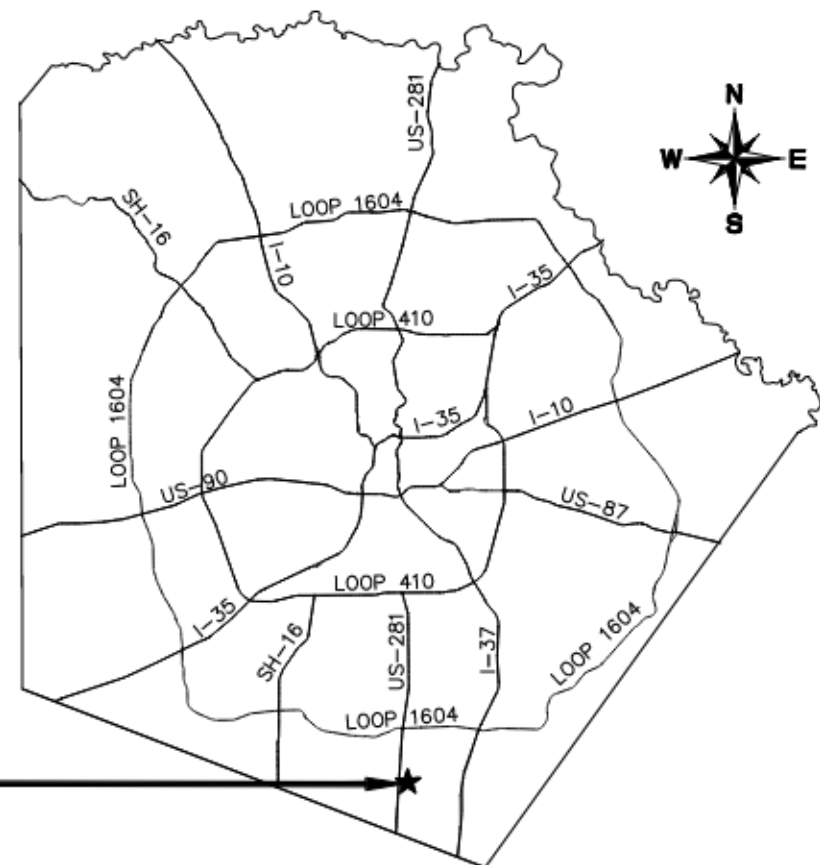 US-281
N
W E
S
SH-16
LOOP 1604
I-10
I-35
LOOP 410
LOOP 1604
I-35
I-10
US-90
US-87
LOOP 410
I-35
SH-16
US-281
I-37
LOOP 1604
LOOP 1604